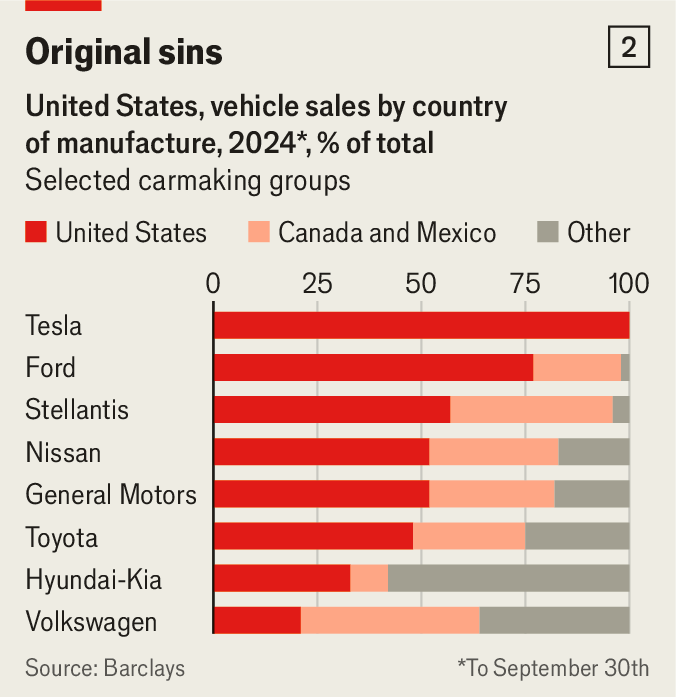 Original sins
2
United States, vehicle sales by country
of manufacture, 2024*, % of total
Selected carmaking groups
United States Canada and Mexico Other
0 25 50 75 100
Tesla
Ford
Stellantis
Nissan
General Motors
Toyota
Hyundai-Kia
Volkswagen
Source: Barclays *To September 30th